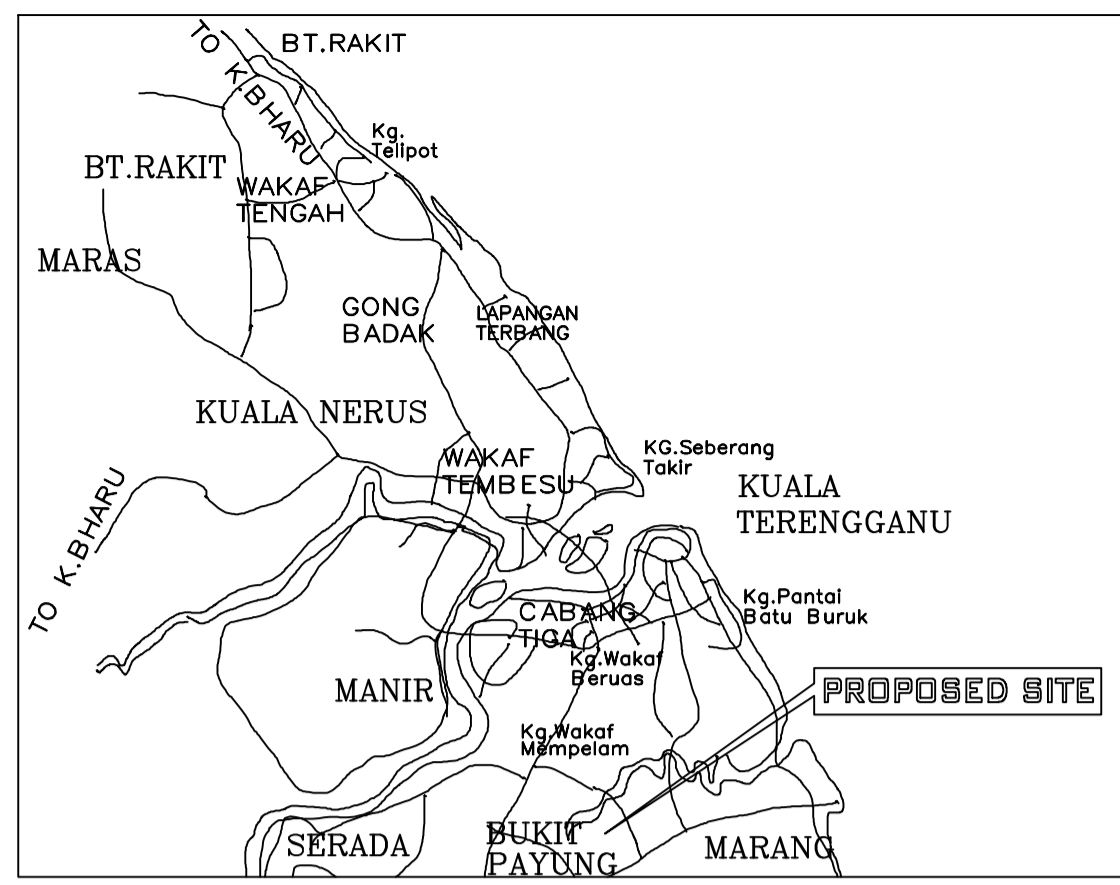 BT.RAKIT
TO K.BHARU
Kg.
Telipot
BT.RAKIT
WAKAF
TENGAH
MARAS
GONG
BADAK
LAPANGAN
TERBANG
KUALA NERUS
WAKAF
TEMBESU
KG.Seberang
Takir
KUALA
TERENGGANU
TO K.BHARU
CABANG
TIGA
Kg.Pantai
Batu Buruk
Kg.Wakaf
Beruas
MANIR
PROPOSED SITE
Kg.Wakaf
Mempelam
SERADA
BUKIT
PAYUNG
MARANG